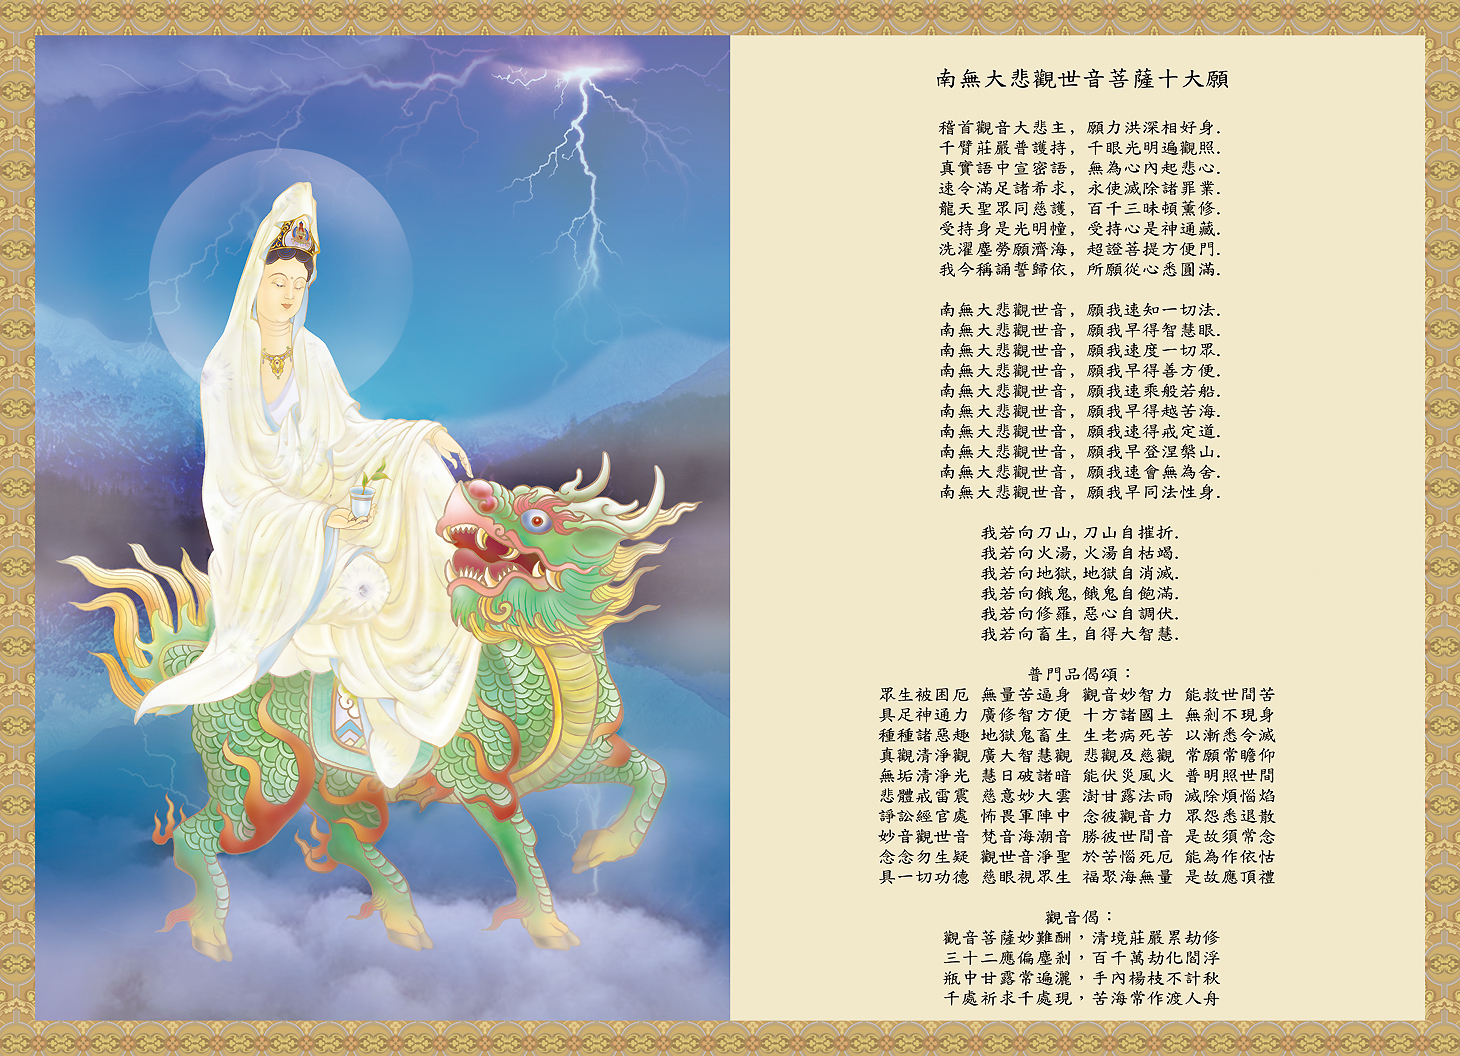 南無大悲觀世音菩薩十大願
稽首觀音大悲主, 願力洪深相好身.
千臂莊嚴普護持, 千眼光明遍觀照.
真實語中宣密語, 無為心內起悲心.
速令滿足諸希求, 永使滅除諸罪業.
龍天聖眾同慈護, 百千三昧頓薰修.
受持身是光明幢, 受持心是神通藏.
洗濯塵勞願濟海, 超證菩提方便門.
我今稱誦誓歸依, 所願從心悉圓滿.
南無大悲觀世音, 願我速知一切法.
南無大悲觀世音, 願我早得智慧眼.
南無大悲觀世音, 願我速度一切眾.
南無大悲觀世音, 願我早得善方便.
南無大悲觀世音, 願我速乘般若船.
南無大悲觀世音, 願我早得越苦海.
南無大悲觀世音, 願我速得戒定道.
南無大悲觀世音, 願我早登涅槃山.
南無大悲觀世音, 願我速會無為舍.
南無大悲觀世音, 願我早同法性身.
我若向刀山, 刀山自摧折.
我若向火湯, 火湯自枯竭.
我若向地獄, 地獄自消滅.
我若向餓鬼, 餓鬼自飽滿.
我若向修羅, 惡心自調伏.
我若向畜生, 自得大智慧.
普門品偈頌：
眾生被困厄 無量苦逼身 觀音妙智力 能救世間苦
具足神通力 廣修智方便 十方諸國土 無剎不現身
種種諸惡趣 地獄鬼畜生 生老病死苦 以漸悉令滅
真觀清淨觀 廣大智慧觀 悲觀及慈觀 常願常瞻仰
無垢清淨光 慧日破諸暗 能伏災風火 普明照世間
悲體戒雷震 慈意妙大雲 澍甘露法雨 滅除煩惱焰
諍訟經官處 怖畏軍陣中 念彼觀音力 眾怨悉退散
妙音觀世音 梵音海潮音 勝彼世間音 是故須常念
念念勿生疑 觀世音淨聖 於苦惱死厄 能為作依怙
具一切功德 慈眼視眾生 福聚海無量 是故應頂禮
觀音偈：
觀音菩薩妙難酬，清境莊嚴累劫修
三十二應偏塵剎，百千萬劫化閻浮
瓶中甘露常遍灑，手內楊枝不計秋
千處祈求千處現，苦海常作渡人舟